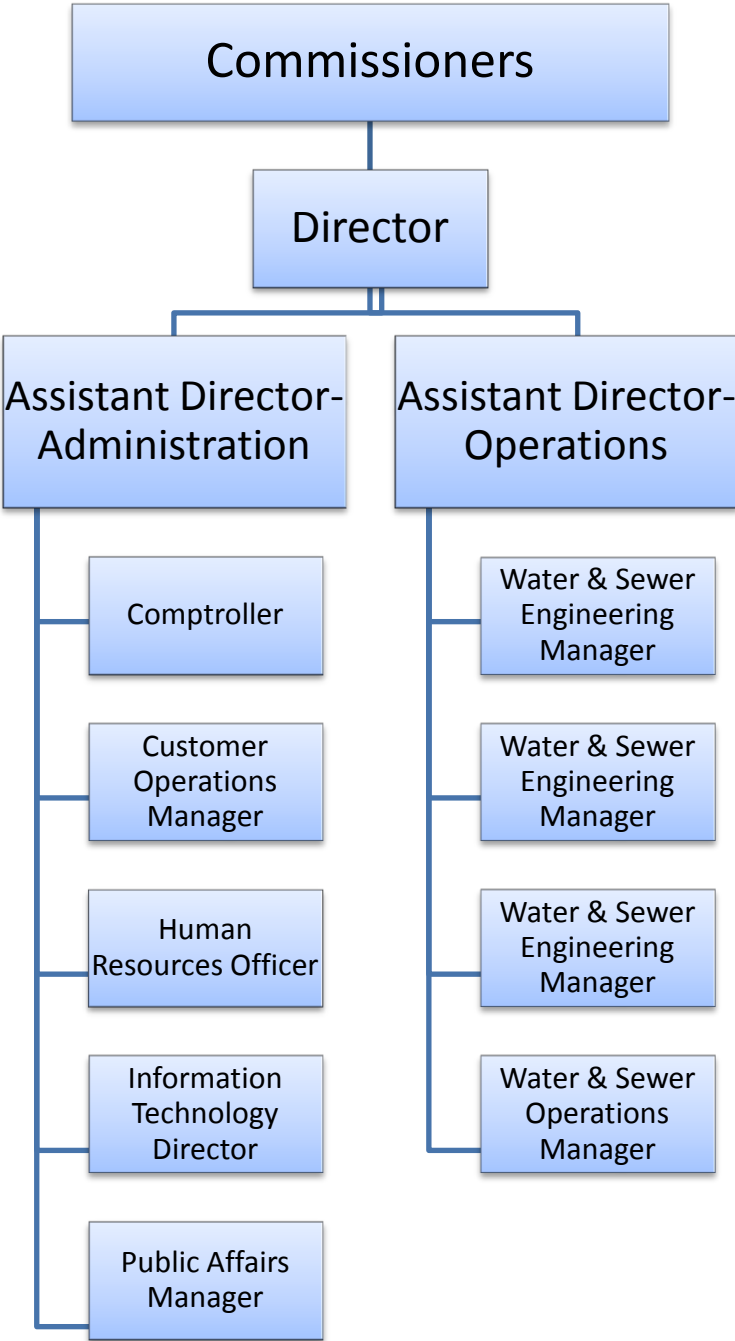 Commissioners
Director
Assistant Director-
Administration
Assistant Director-
Operations
Comptroller
Customer
Operations
Manager
Human
Resources Officer
Information
Technology
Director
Public Affairs
Manager
Water & Sewer
Engineering
Manager
Water & Sewer
Engineering
Manager
Water & Sewer
Engineering
Manager
Water & Sewer
Operations
Manager